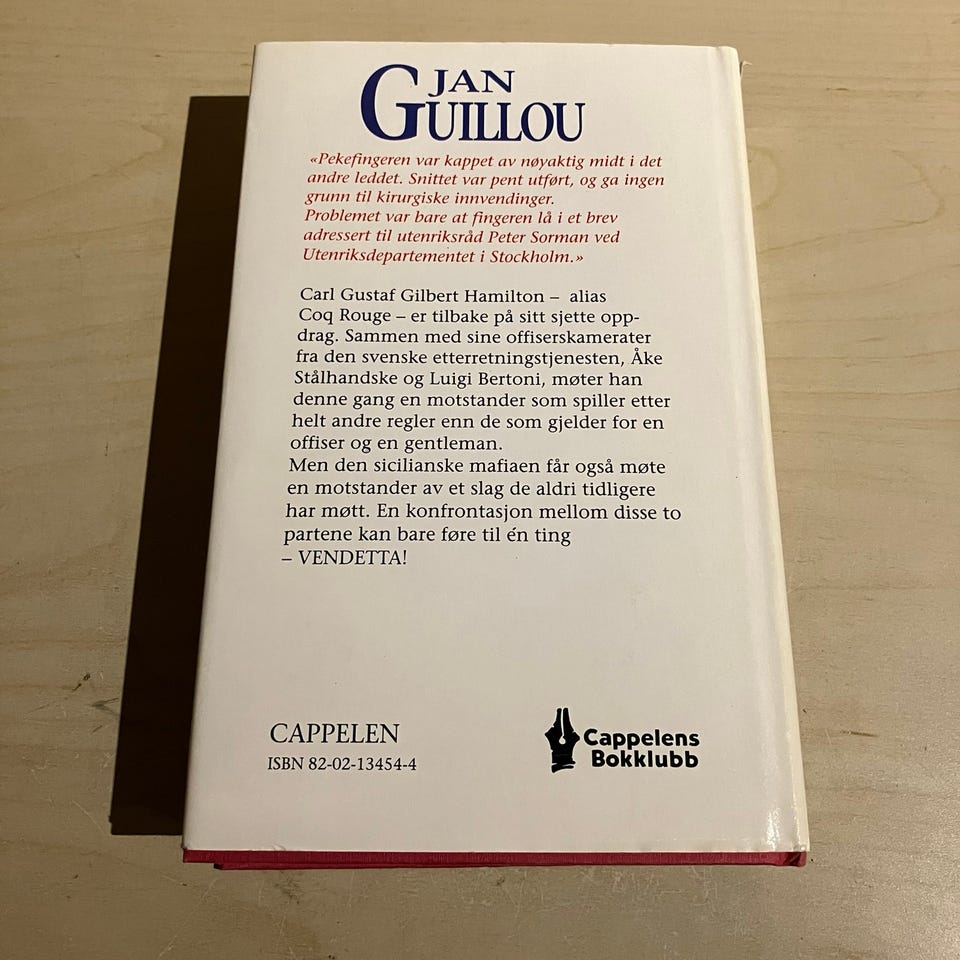 JAN
GUILLOU
«Pekefingeren var kappet av nøyaktig midt i det
andre leddet. Snittet var pent utført, og ga ingen
grunn til kirurgiske innvendinger.
Problemet var bare at fingeren lå i et brev
adressert til utenriksråd Peter Sorman ved
Utenriksdepartementet i Stockholm.»
Carl Gustaf Gilbert Hamilton – alias
Coq Rouge – er tilbake på sitt sjette opp-
drag. Sammen med sine offiserskamerater
fra den svenske etterretningstjenesten, Åke
Stålhandske og Luigi Bertoni, møter han
denne gang en motstander som spiller etter
helt andre regler enn de som gjelder for en
offiser og en gentleman.
Men den sicilianske mafiaen får også møte
en motstander av et slag de aldri tidligere
har møtt. En konfrontasjon mellom disse to
partene kan bare føre til én ting
– VENDETTA!
CAPPELEN
ISBN 82-02-13454-4
Cappelens
Bokklubb